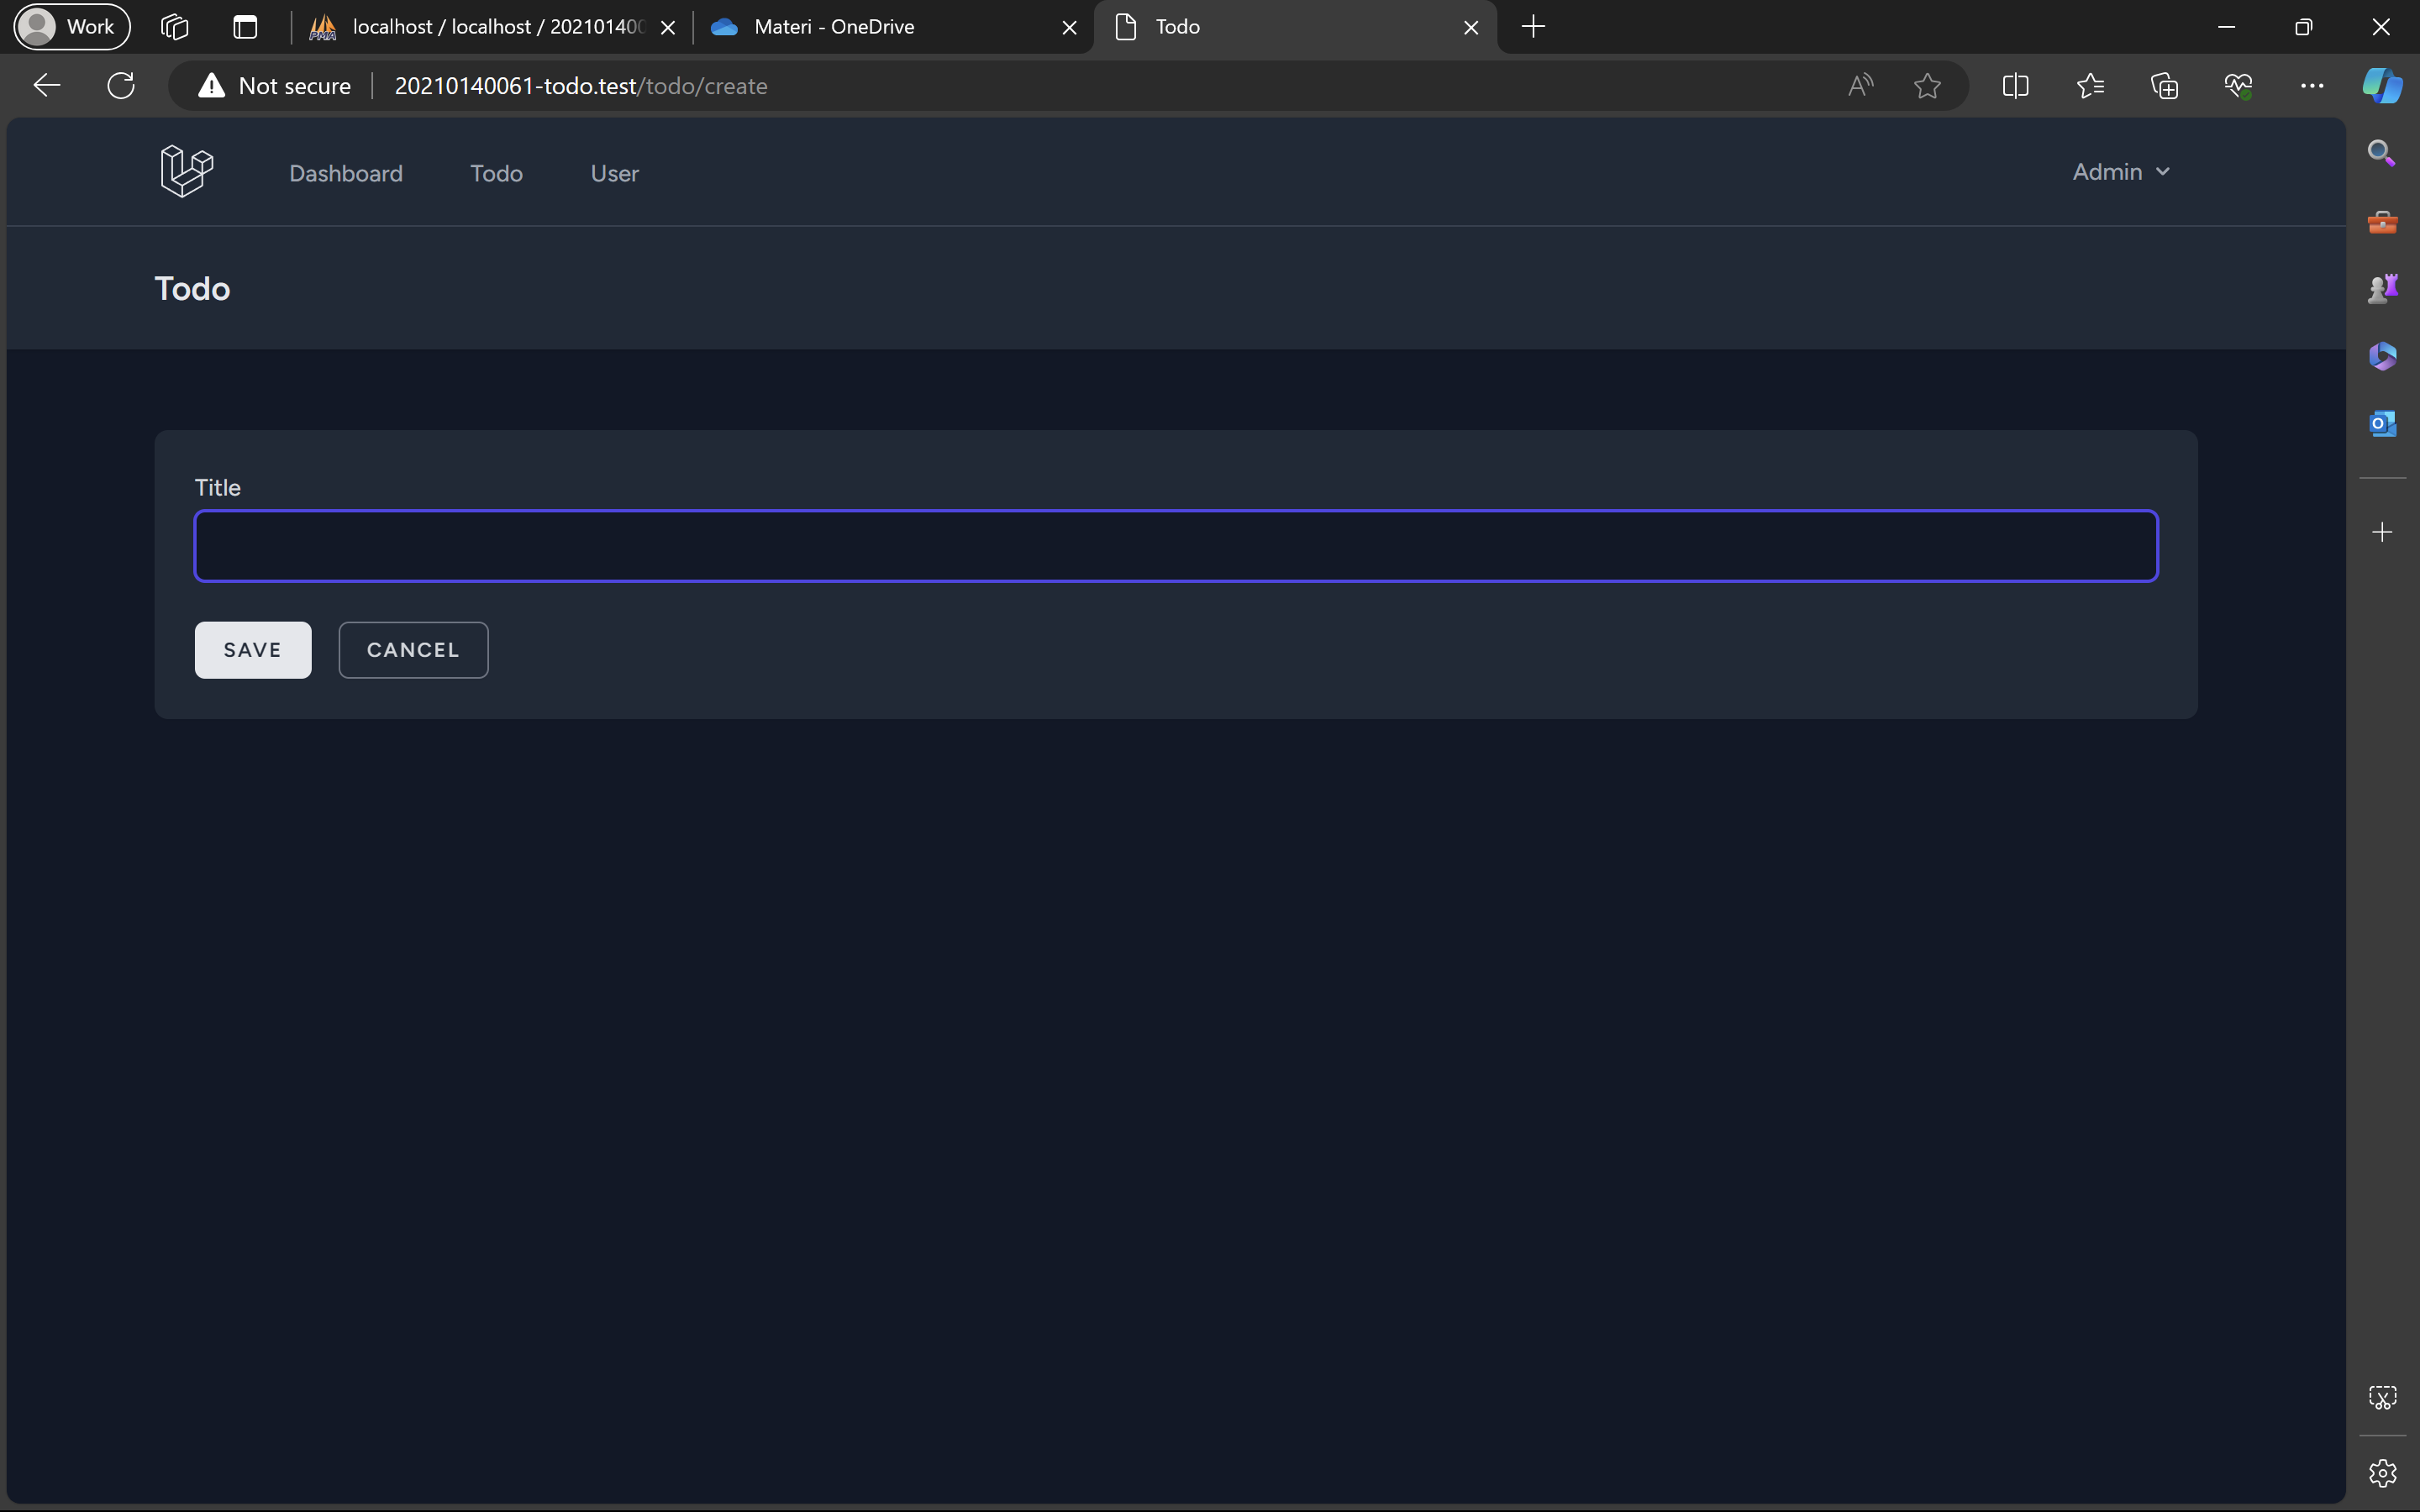 Work
localhost / localhost / 202101400
Materi - OneDrive
Todo
Not secure
20210140061-todo.test/todo/create
Dashboard
Todo
User
Admin
Todo
Title
SAVE
CANCEL